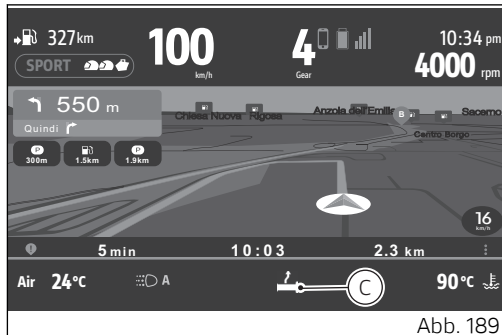 327km
100
km/h
4
Gear
10:34 pm
SPORT
4000 rpm
550 m
Quindi
P
300m
1.5km
P
1.9km
Chiesa Nuova
Rigosa
Anzola dell'Emilia
B
Sacerno
Centro Borgo
16
km/h
5min
10:03
2.3 km
Air 24°C
A
C
90°C
Abb. 189